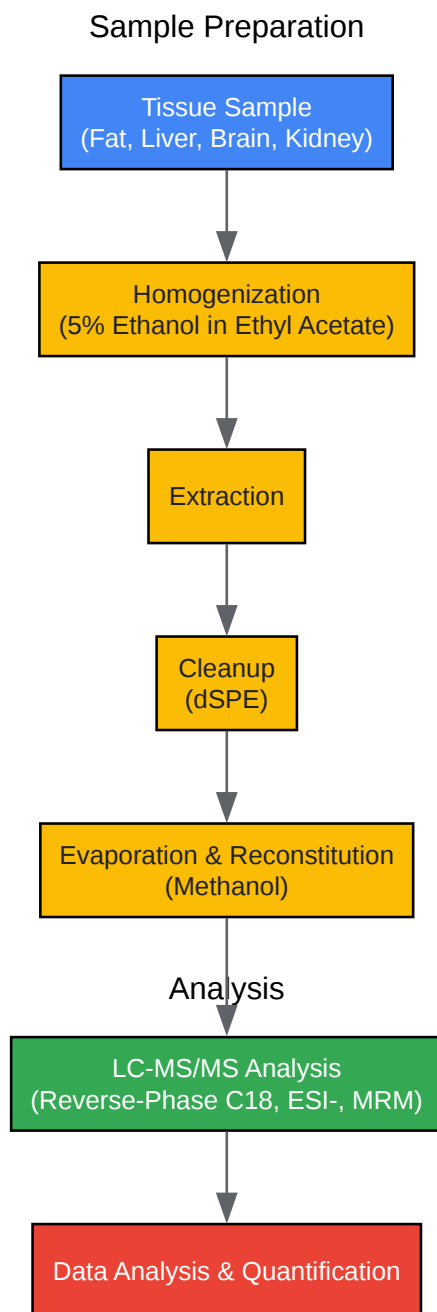 Sample Preparation
Tissue Sample
(Fat, Liver, Brain, Kidney)
Homogenization
(5% Ethanol in Ethyl Acetate)
Extraction
Cleanup
(dSPE)
Evaporation & Reconstitution
(Methanol)
Analysis
LC-MS/MS Analysis
(Reverse-Phase C18, ESI-, MRM)
Data Analysis & Quantification